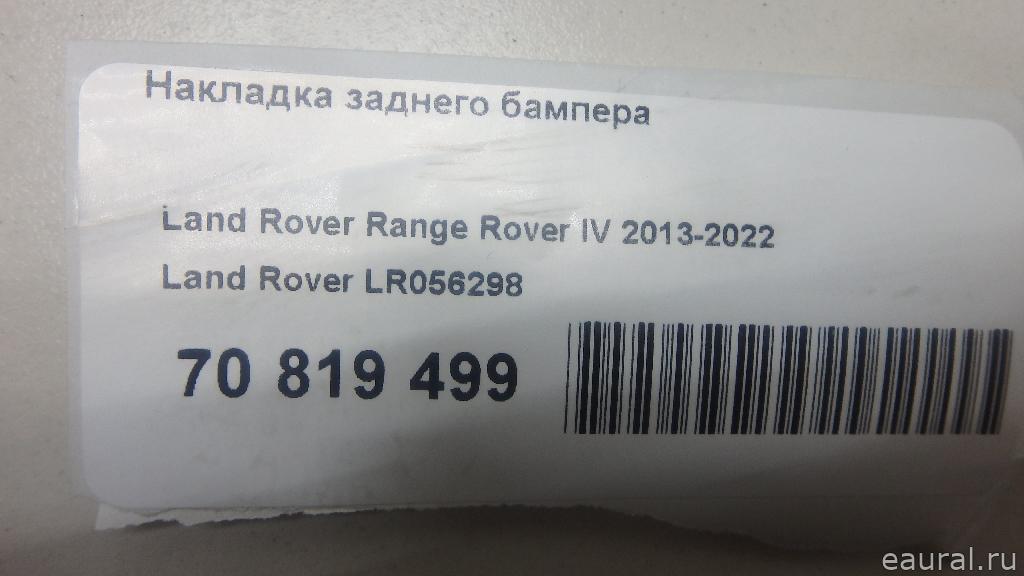 Накладка заднего бампера
Land Rover Range Rover IV 2013-2022
Land Rover LR056298
70 819 499
eaural.ru